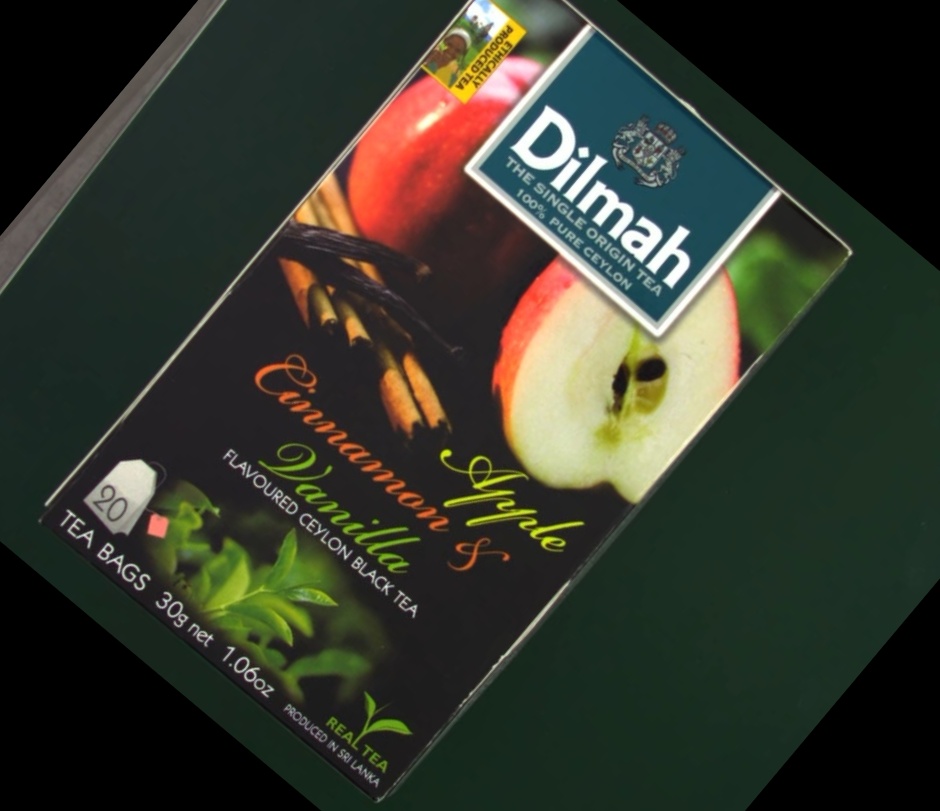 ETHICALLY
PRODUCED TEA
Dilmah
THE SINGLE ORIGIN TEA
100% PURE CEYLON
Apple
Cinnamon &
Vanilla
FLAVOURED CEYLON BLACK TEA
20
TEA BAGS 30g net 1.06oz
REAL TEA
PRODUCED IN SRI LANKA